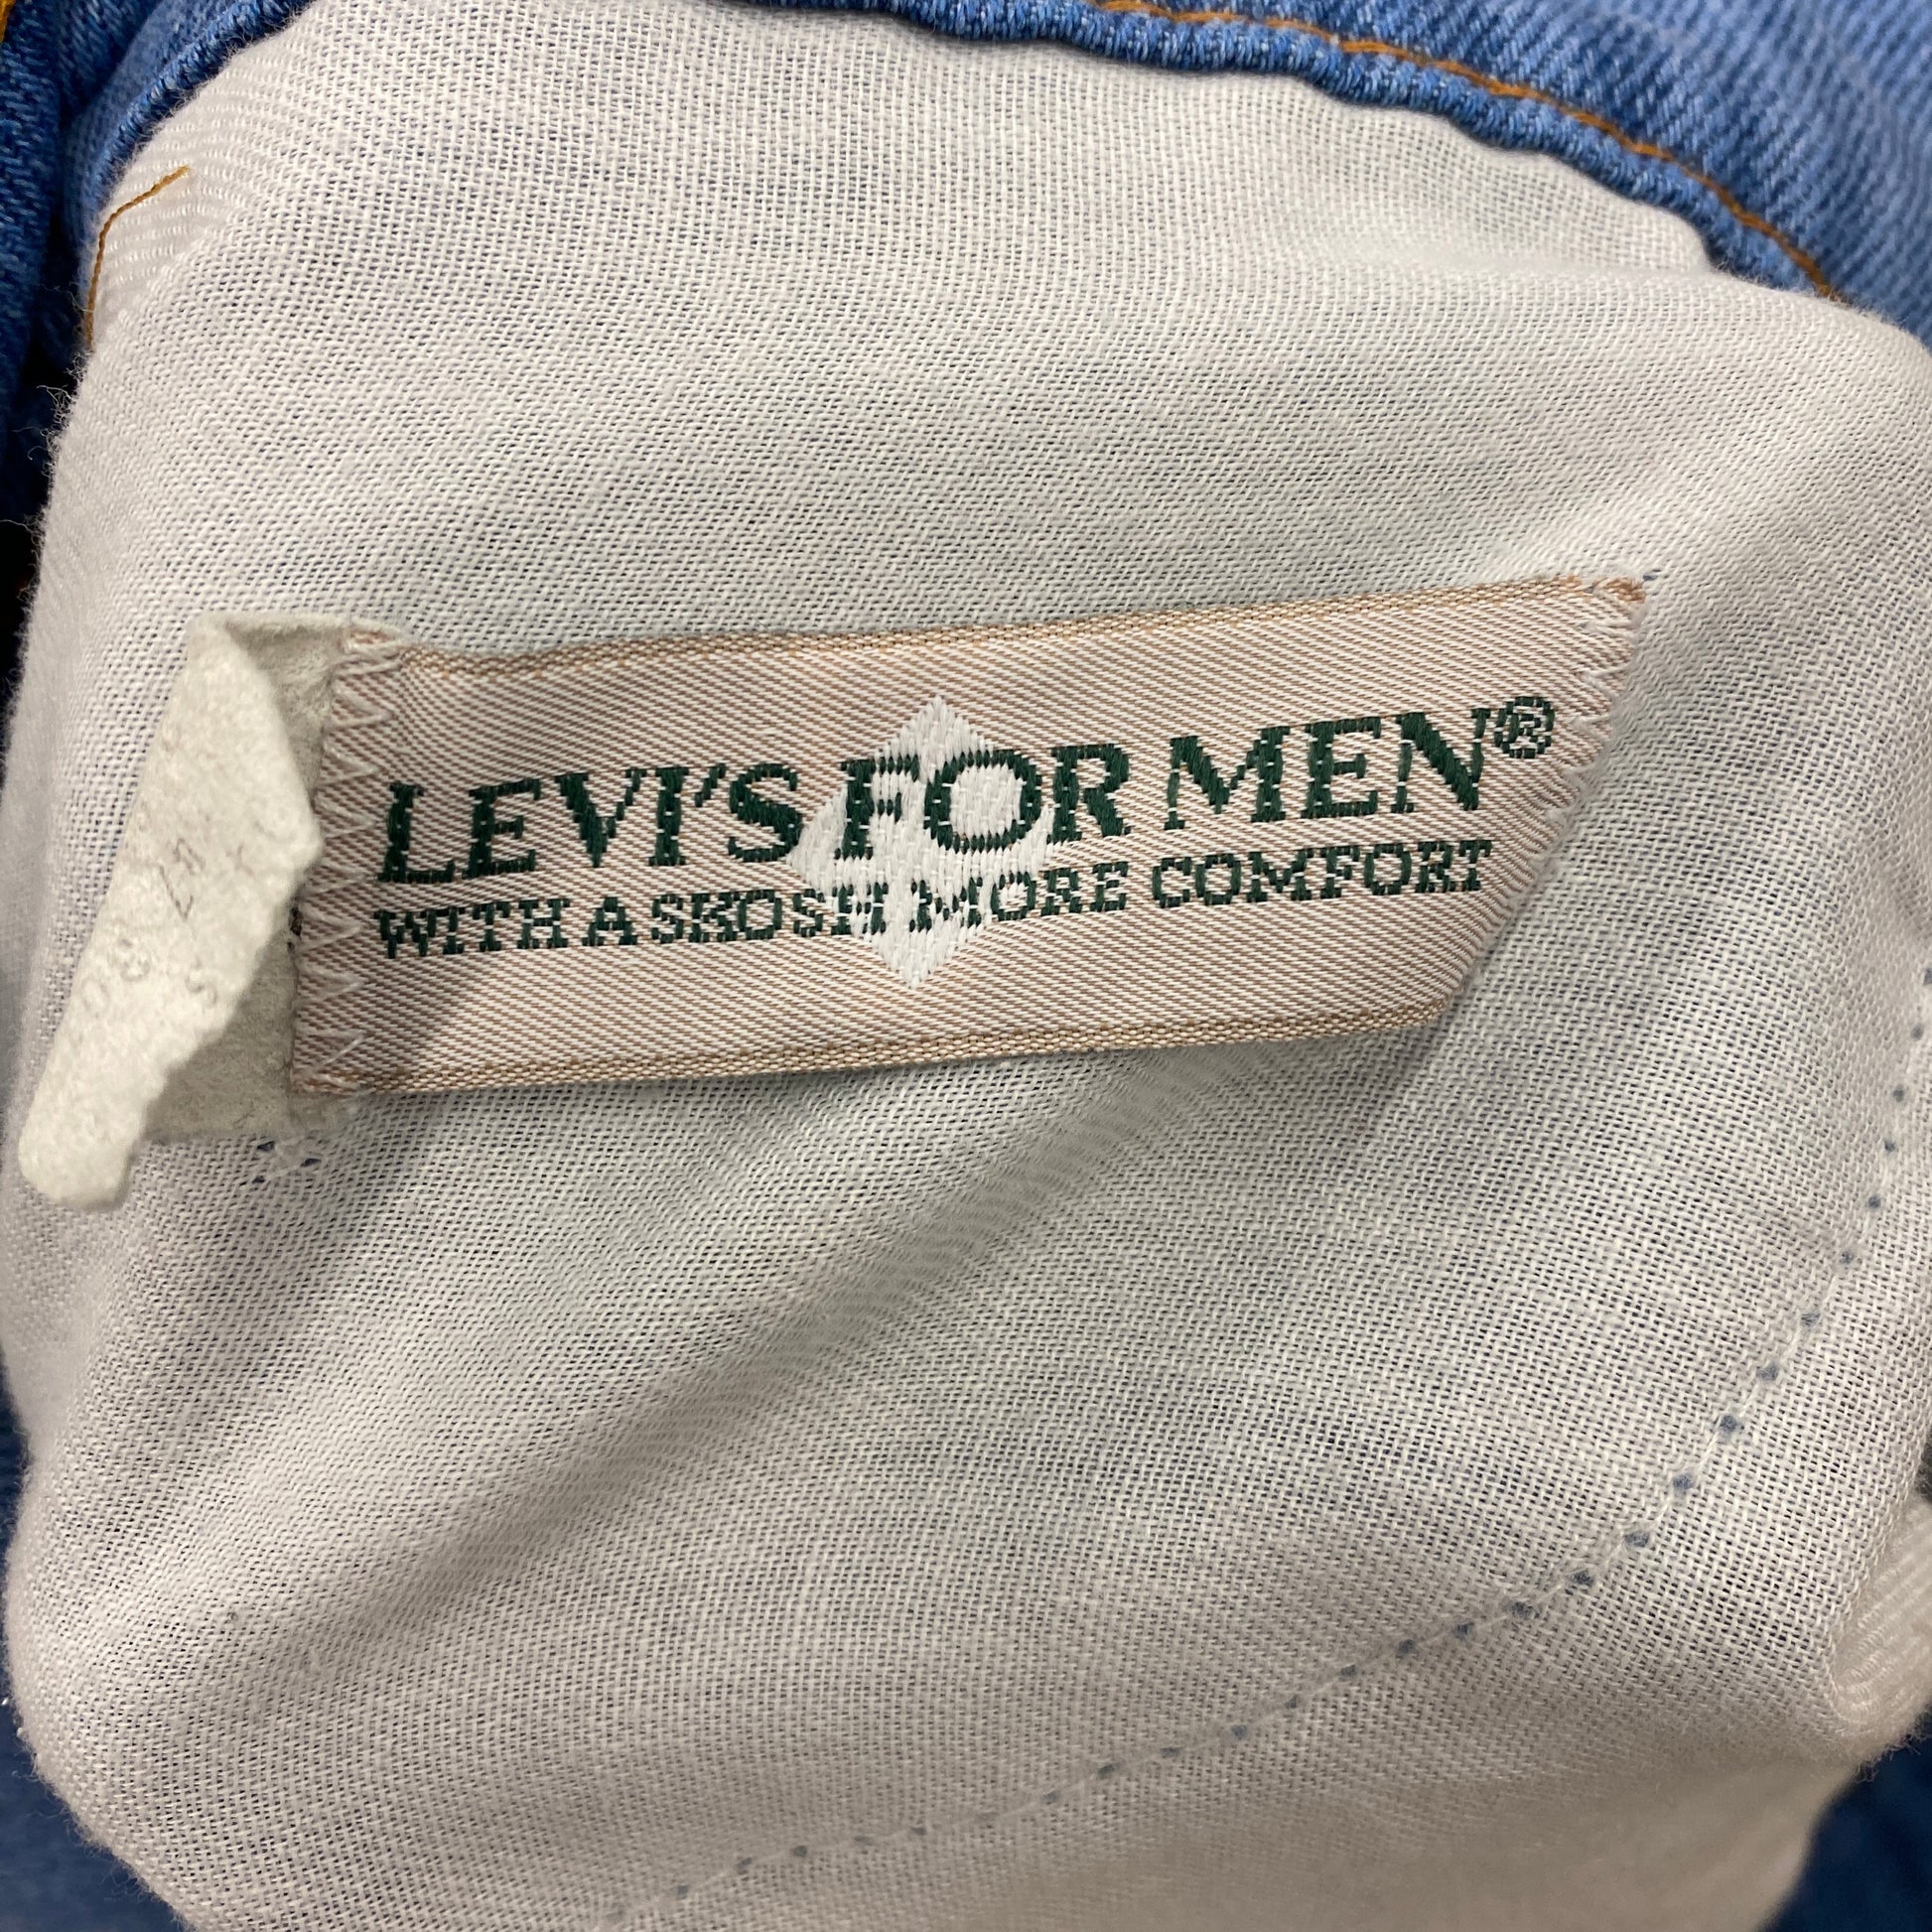 LEVI'S FOR MEN®
WITH A SKOSH MORE COMFORT